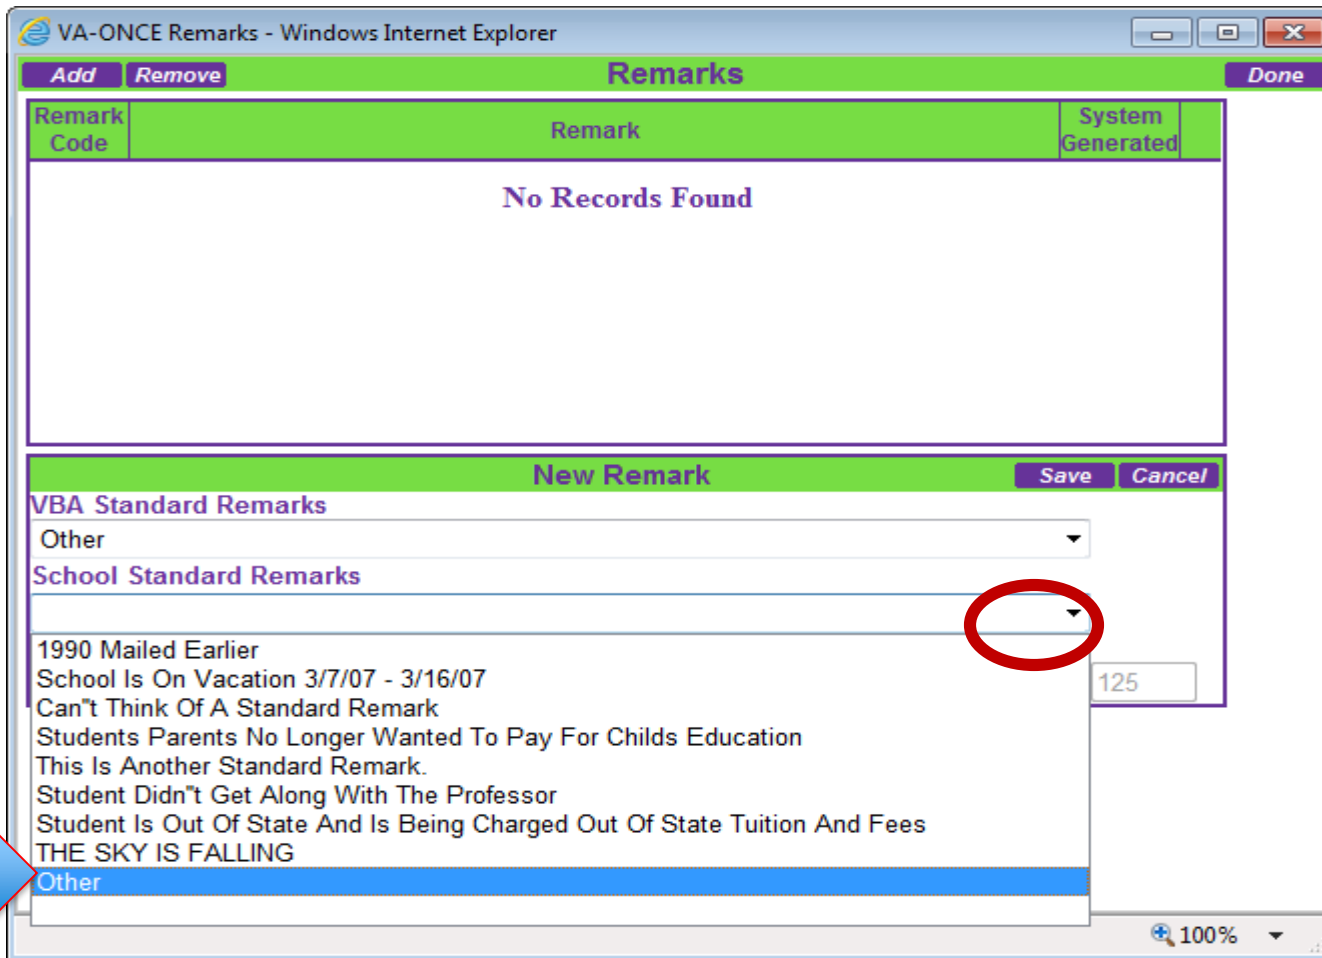 VA-ONCE Remarks - Windows Internet Explorer
Add Remove Remarks Done
Remark Code Remark System Generated
No Records Found
New Remark Save Cancel
VBA Standard Remarks
Other
School Standard Remarks
1990 Mailed Earlier
School Is On Vacation 3/7/07 - 3/16/07
125
Can"t Think Of A Standard Remark
Students Parents No Longer Wanted To Pay For Childs Education
This Is Another Standard Remark.
Student Didn"t Get Along With The Professor
Student Is Out Of State And Is Being Charged Out Of State Tuition And Fees
THE SKY IS FALLING
Other
100%